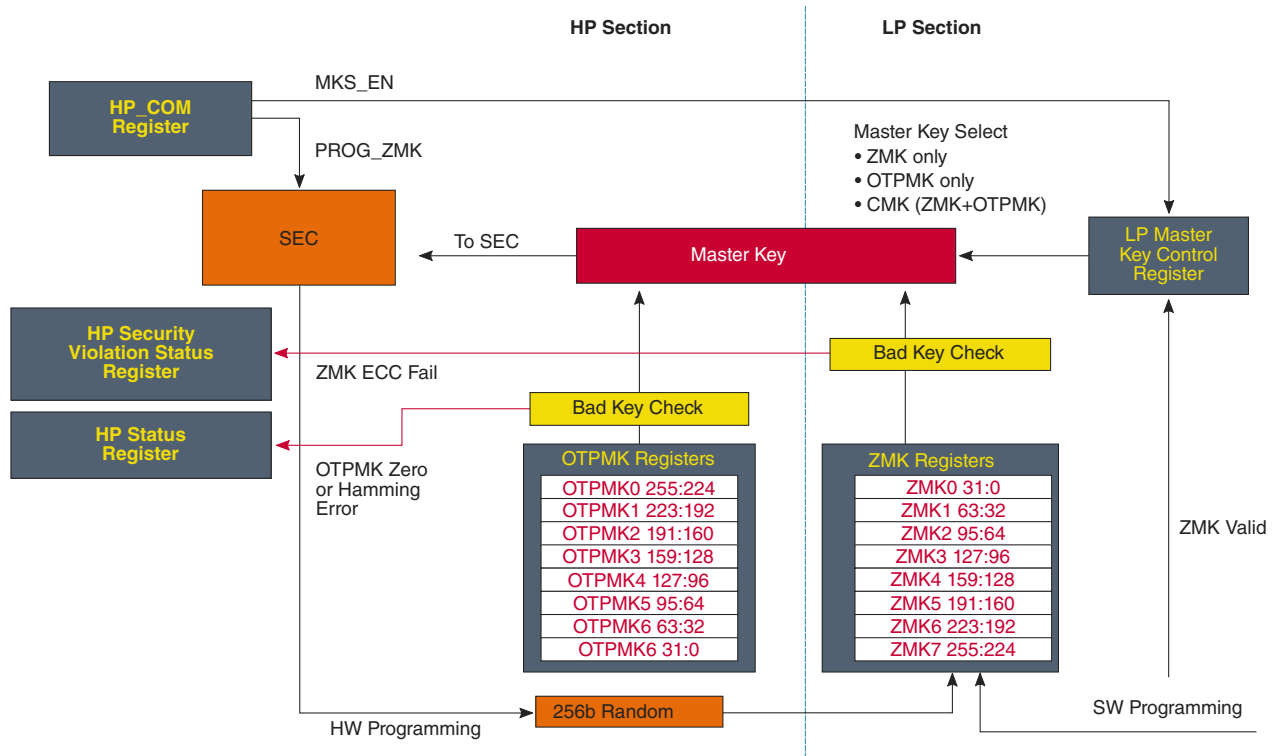 HP Section
LP Section
MKS_EN
HP_COM
Register
PROG_ZMK
Master Key Select
• ZMK only
• OTPMK only
• CMK (ZMK+OTPMK)
SEC
To SEC
Master Key
LP Master
Key Control
Register
HP Security
Violation Status
Register
ZMK ECC Fail
Bad Key Check
Bad Key Check
HP Status
Register
OTPMK Zero
or Hamming
Error
OTPMK Registers
OTPMK0 255:224
OTPMK1 223:192
OTPMK2 191:160
OTPMK3 159:128
OTPMK4 127:96
OTPMK5 95:64
OTPMK6 63:32
OTPMK6 31:0
ZMK Registers
ZMK0 31:0
ZMK1 63:32
ZMK2 95:64
ZMK3 127:96
ZMK4 159:128
ZMK5 191:160
ZMK6 223:192
ZMK7 255:224
ZMK Valid
HW Programming
256b Random
SW Programming